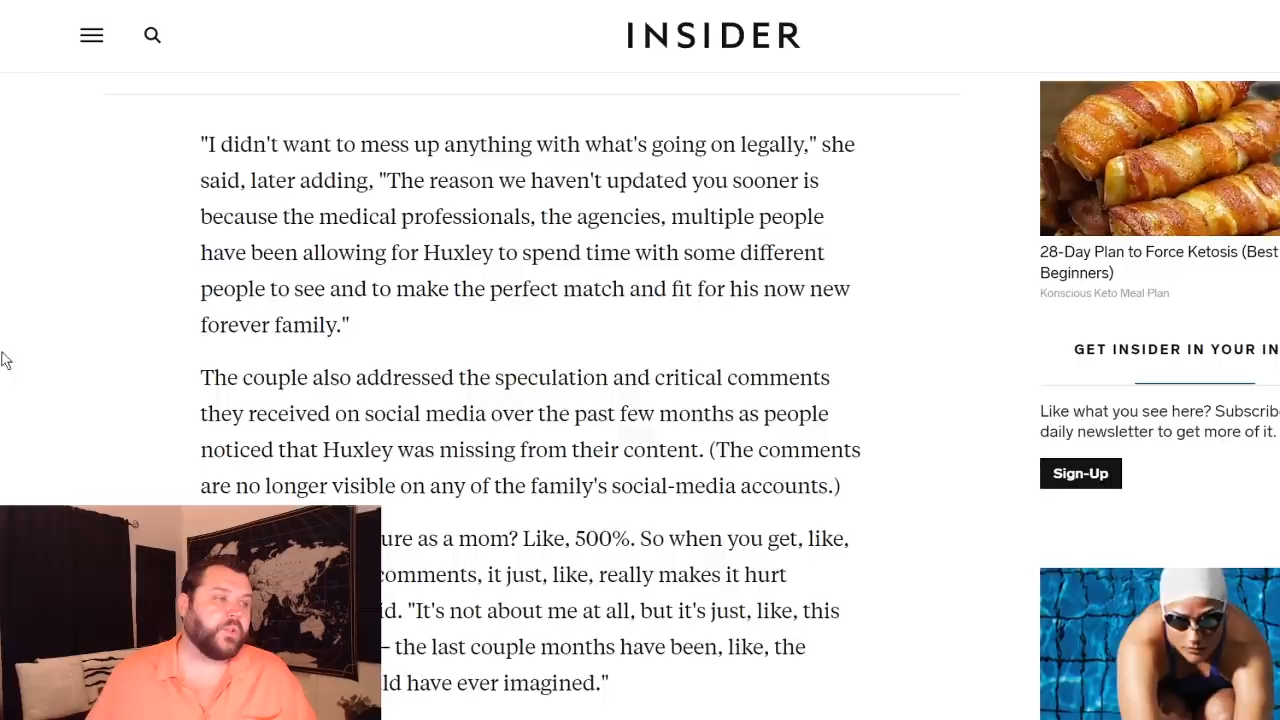 INSIDER
"I didn't want to mess up anything with what's going on legally," she
said, later adding, "The reason we haven't updated you sooner is
because the medical professionals, the agencies, multiple people
have been allowing for Huxley to spend time with some different
people to see and to make the perfect match and fit for his now new
forever family."
The couple also addressed the speculation and critical comments
they received on social media over the past few months as people
noticed that Huxley was missing from their content. (The comments
are no longer visible on any of the family's social-media accounts.)
ure as a mom? Like, 500%. So when you get, like,
comments, it just, like, really makes it hurt
id. "It's not about me at all, but it's just, like, this
– the last couple months have been, like, the
ld have ever imagined."
28-Day Plan to Force Ketosis (Best
Beginners)
Konscious Keto Meal Plan
GET INSIDER IN YOUR IN
Like what you see here? Subscribe
daily newsletter to get more of it.
Sign-Up